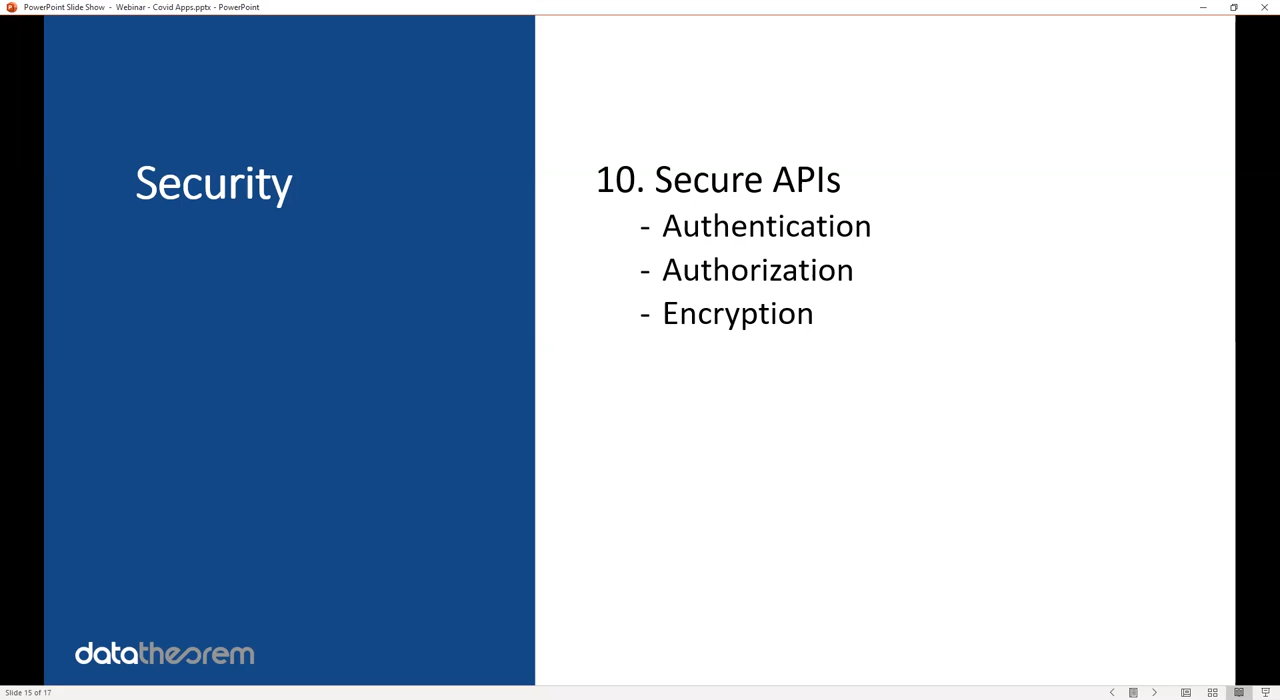 PowerPoint Slide Show - Webinar - Covid Apps.pptx - PowerPoint
Security
10. Secure APIs
- Authentication
- Authorization
- Encryption
datatheorem
Slide 15 of 17